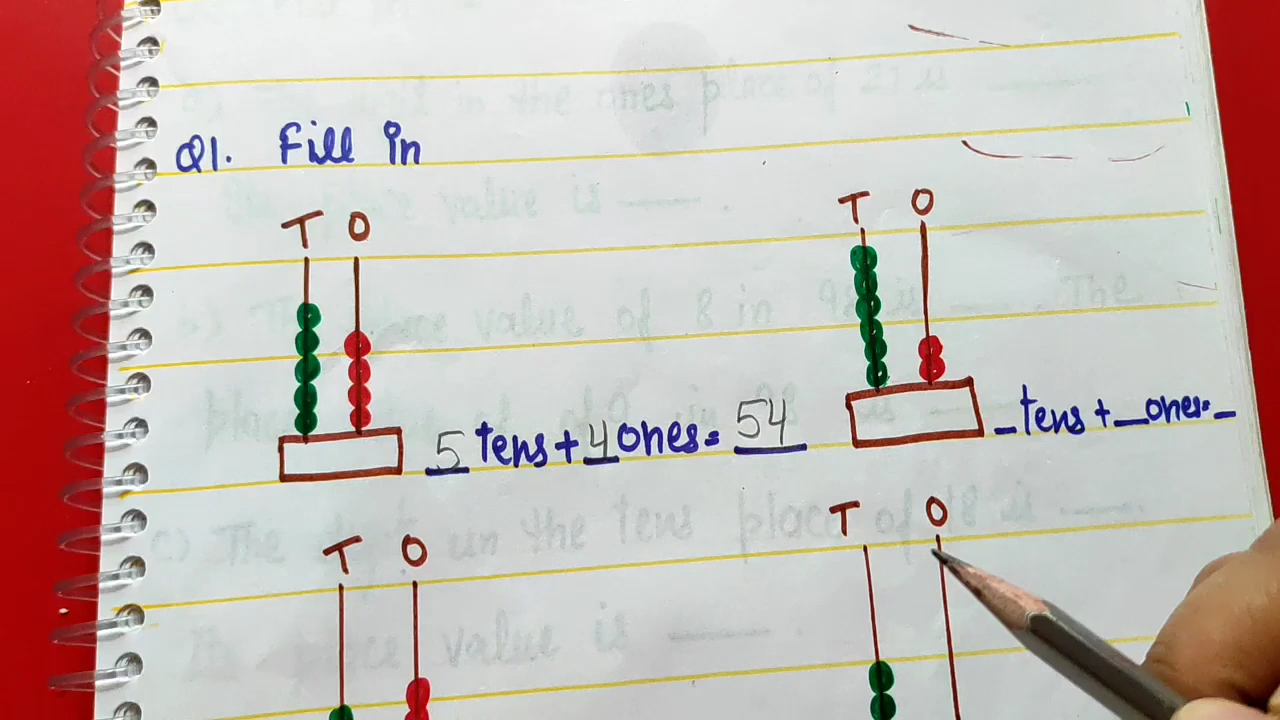 Q1. Fill in
T O
T O
5 tens + 4 ones = 54
_ tens + _ ones = _
T O
T O